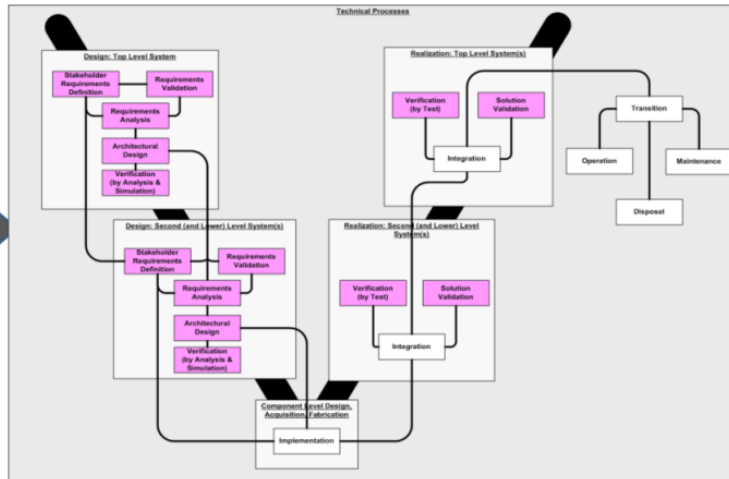 Technical Processes
Design: Top Level System
Stakeholder
Requirements
Definition
Requirements
Validation
Requirements
Analysis
Architectural
Design
Verification
(by Analysis &
Simulation)
Realization: Top Level System(s)
Verification
(by Test)
Solution
Validation
Integration
Transition
Operation
Maintenance
Disposal
Design: Second (and Lower) Level System(s)
Stakeholder
Requirements
Definition
Requirements
Validation
Requirements
Analysis
Architectural
Design
Verification
(by Analysis &
Simulation)
Realization: Second (and Lower) Level
System(s)
Verification
(by Test)
Solution
Validation
Integration
Component Level Design,
Acquisition, Fabrication
Implementation